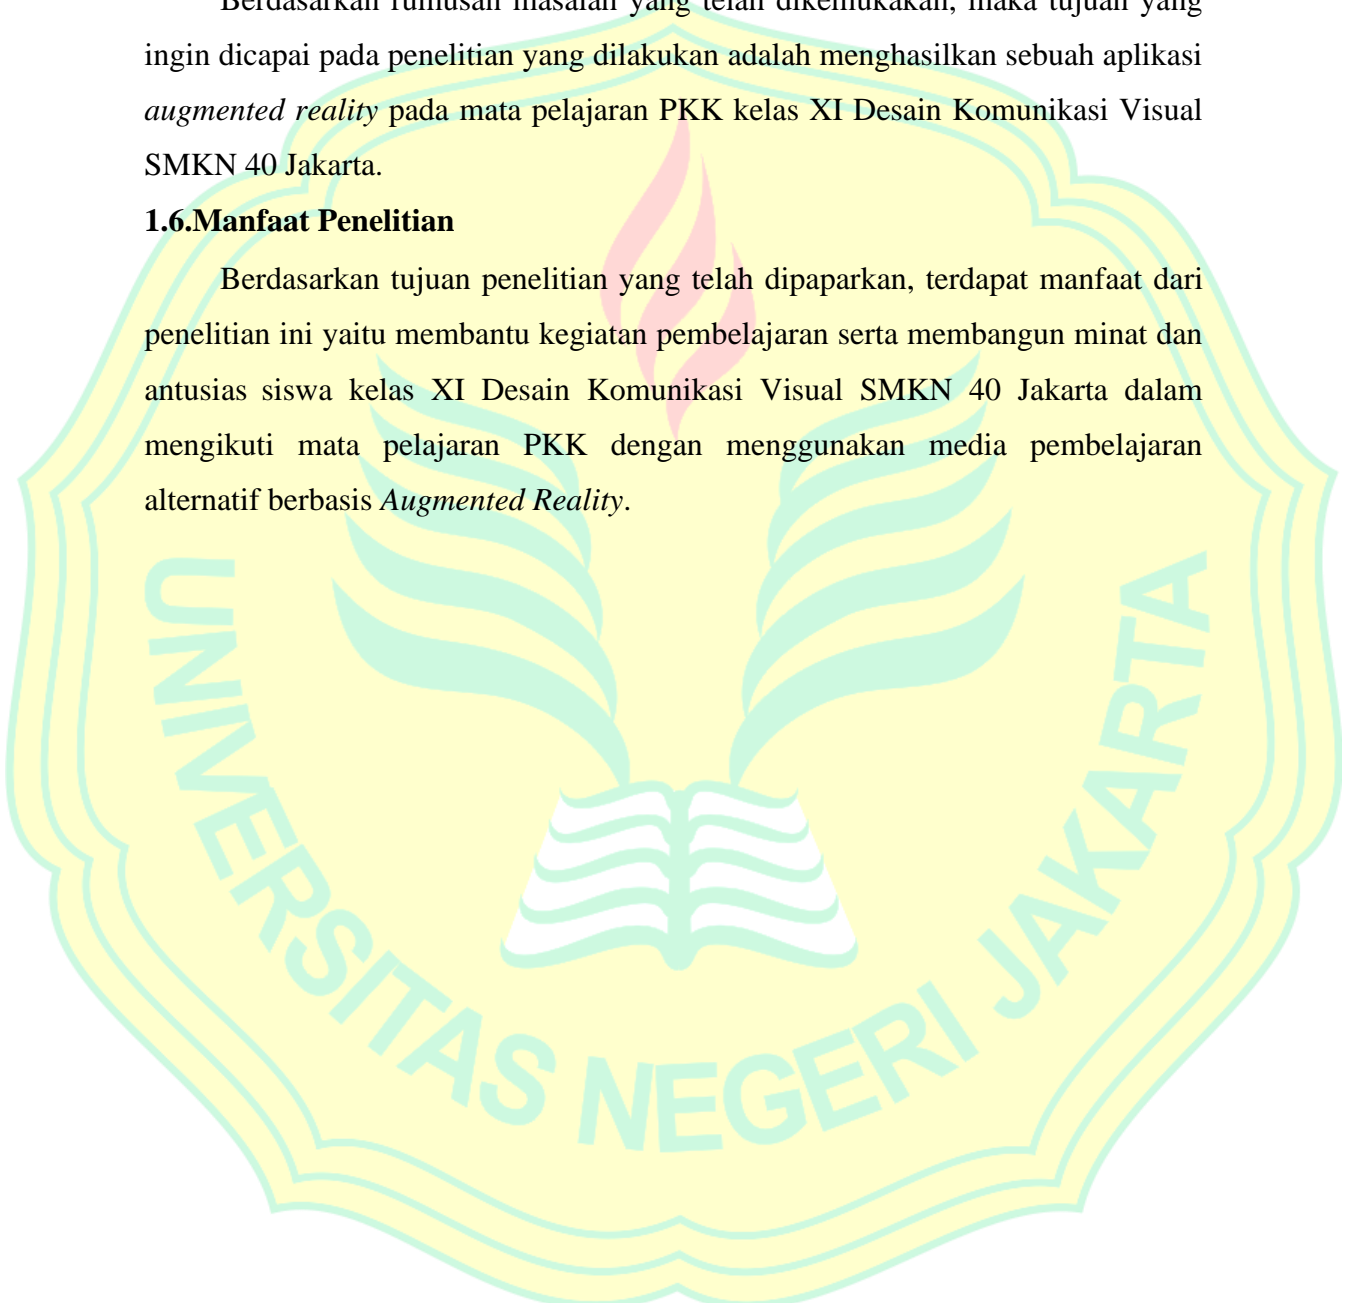 Berdasarkan rumusan masalah yang telah dikemukakan, maka tujuan yang
ingin dicapai pada penelitian yang dilakukan adalah menghasilkan sebuah aplikasi
augmented reality pada mata pelajaran PKK kelas XI Desain Komunikasi Visual
SMKN 40 Jakarta.
1.6.Manfaat Penelitian
Berdasarkan tujuan penelitian yang telah dipaparkan, terdapat manfaat dari
penelitian ini yaitu membantu kegiatan pembelajaran serta membangun minat dan
antusias siswa kelas XI Desain Komunikasi Visual SMKN 40 Jakarta dalam
mengikuti mata pelajaran PKK dengan menggunakan media pembelajaran
alternatif berbasis Augmented Reality.
UNIVERSITAS NEGERI JAKARTA